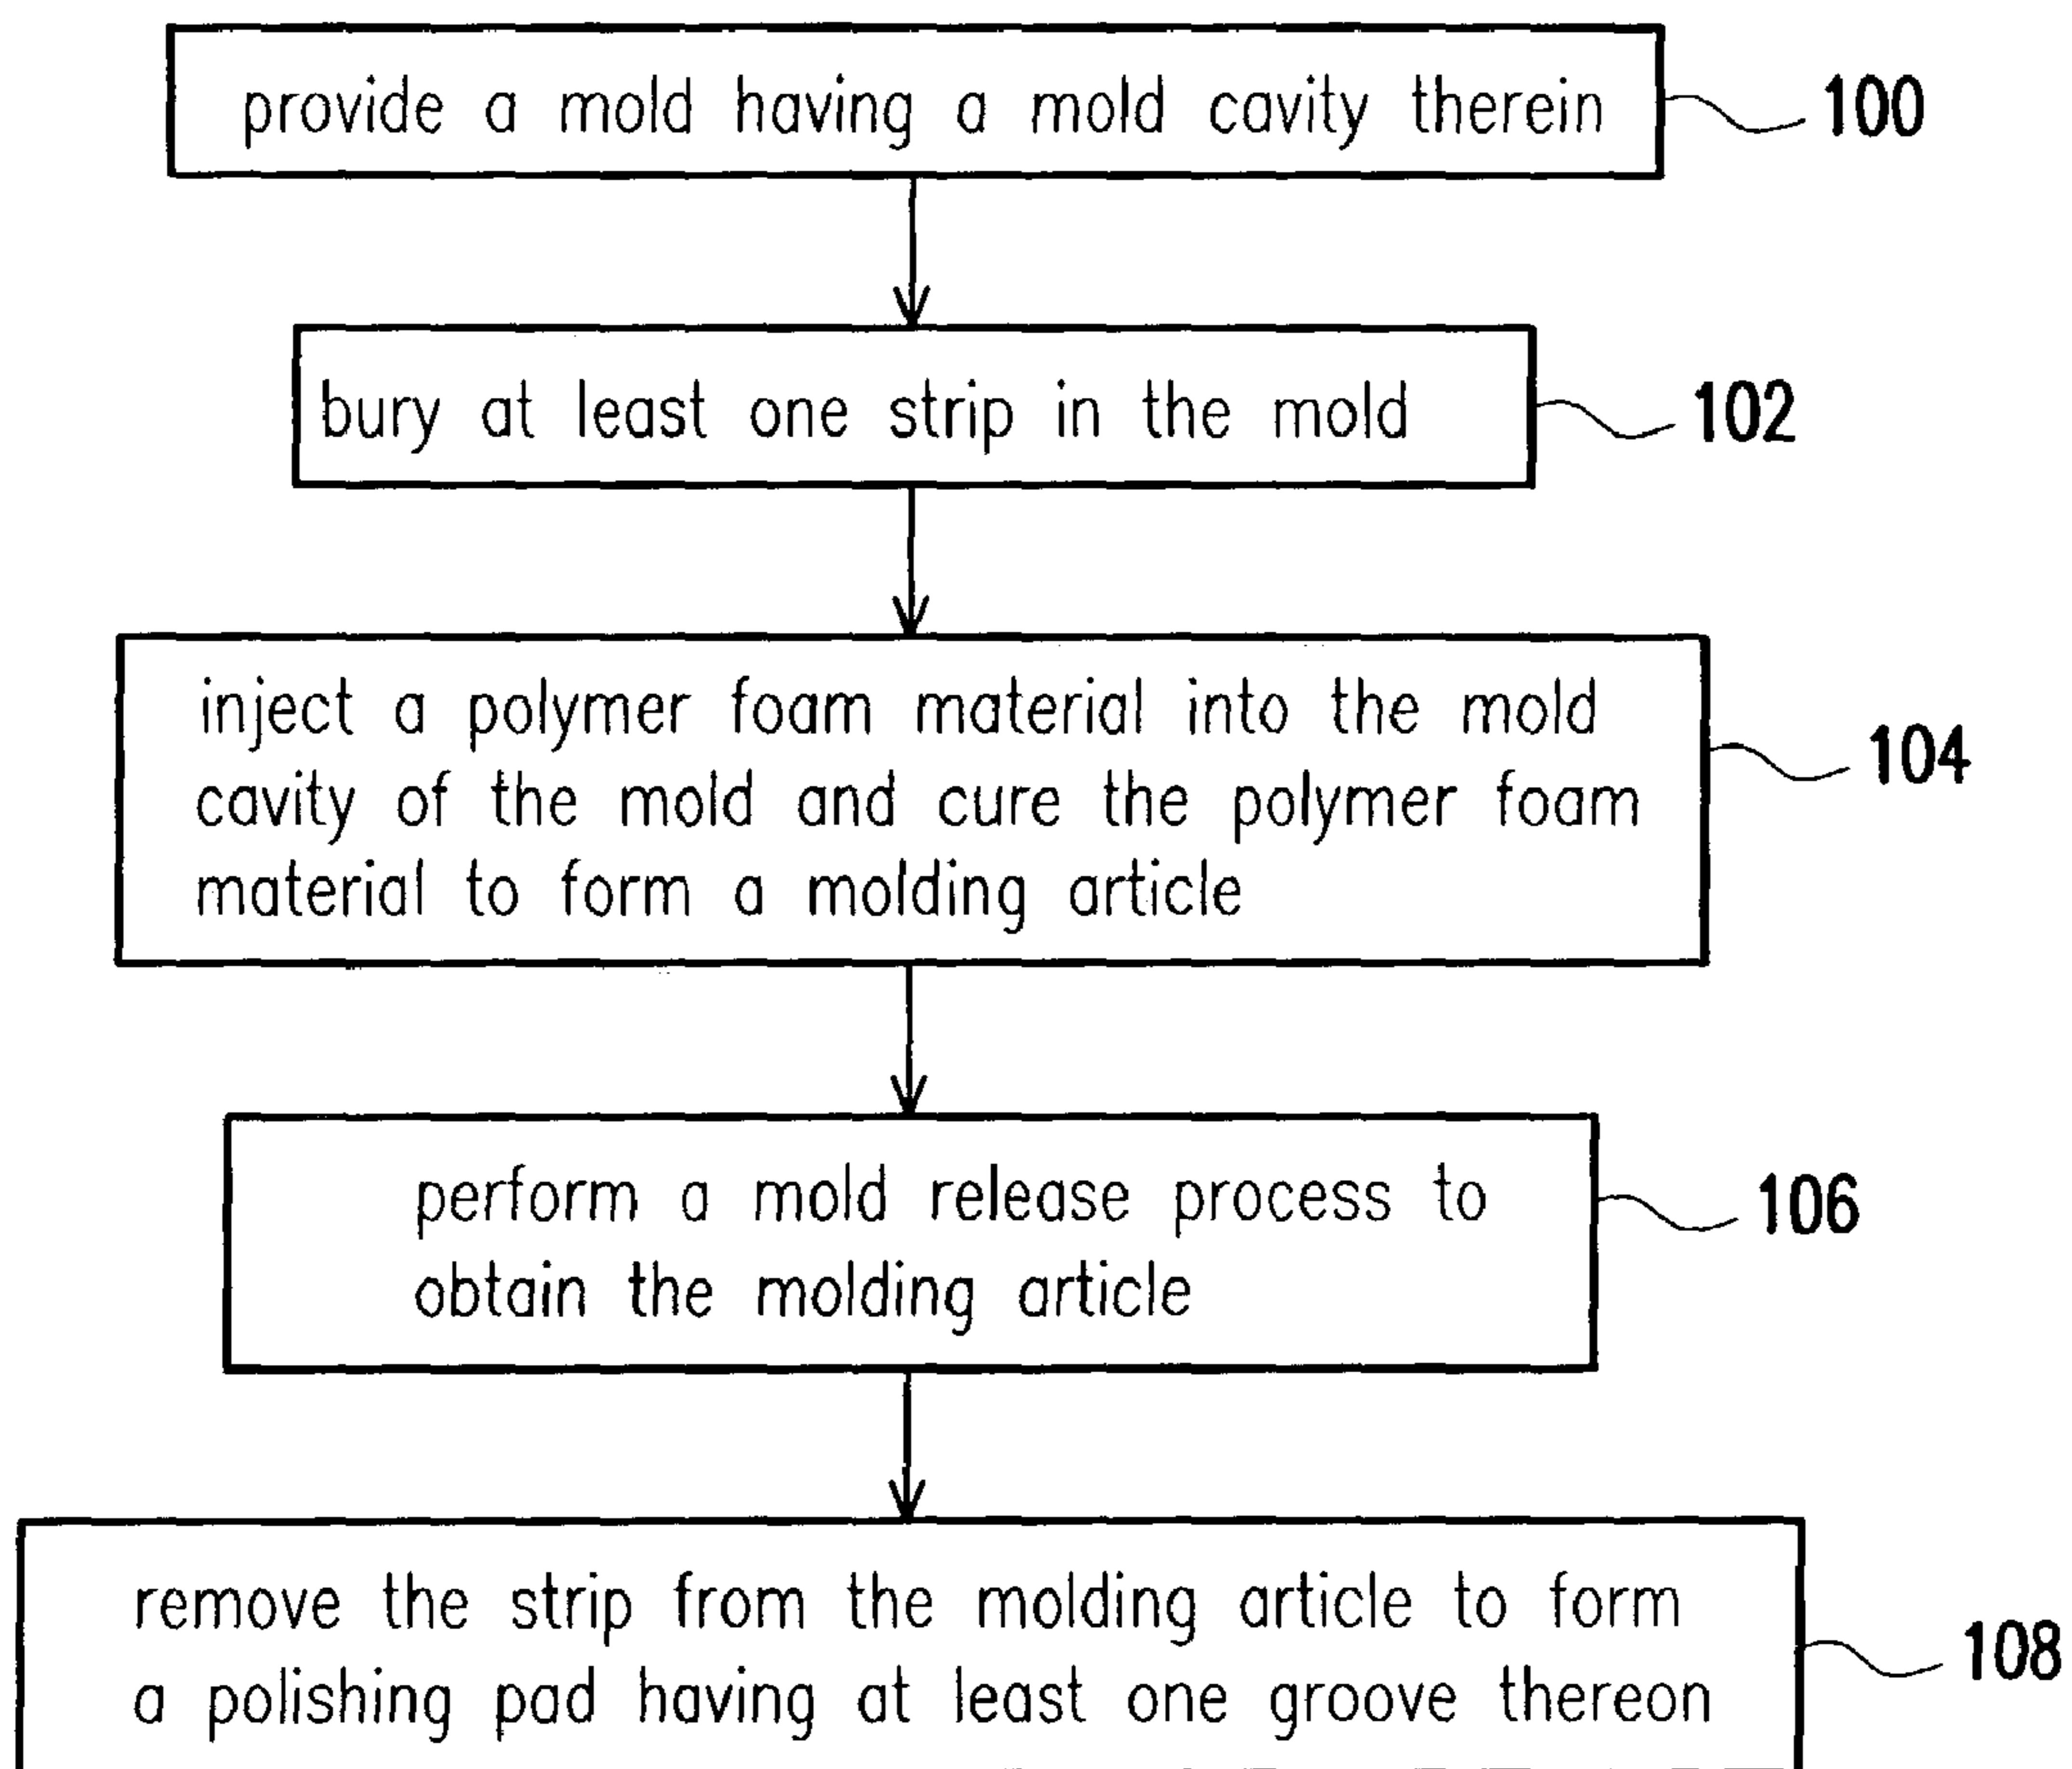 provide a mold having a mold cavity therein
100
bury at least one strip in the mold
102
inject a polymer foam material into the mold
cavity of the mold and cure the polymer foam
material to form a molding article
104
perform a mold release process to
obtain the molding article
106
remove the strip from the molding article to form
a polishing pad having at least one groove thereon
108